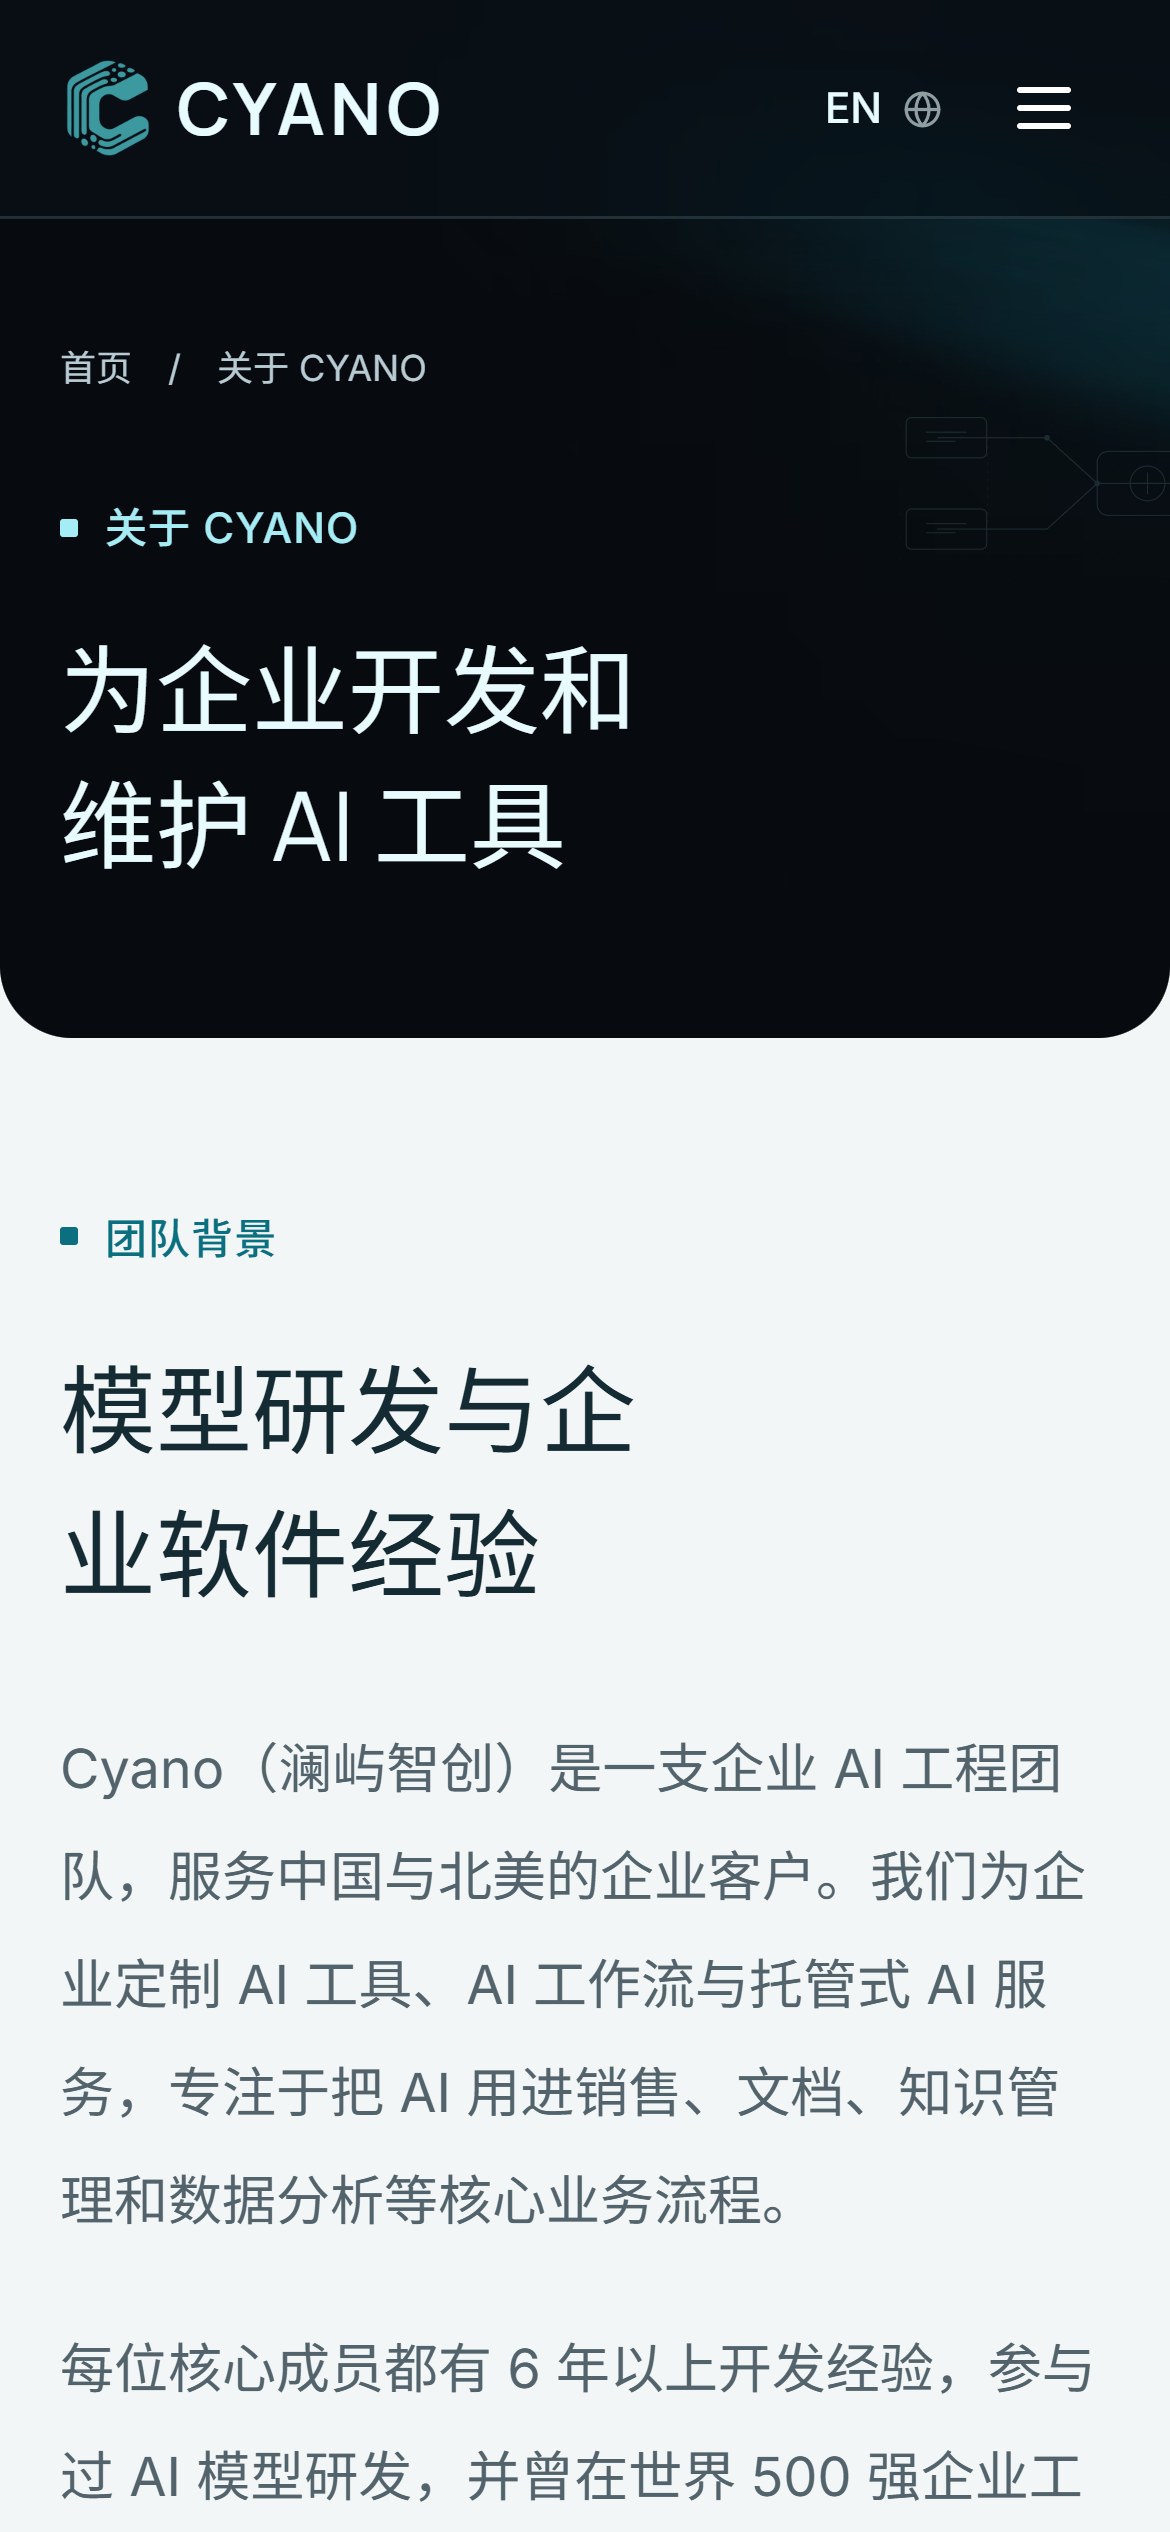 CYANO
EN
首页 / 关于 CYANO
关于 CYANO
为企业开发和
维护 AI 工具
团队背景
模型研发与企
业软件经验
Cyano（澜屿智创）是一支企业 AI 工程团
队，服务中国与北美的企业客户。我们为企
业定制 AI 工具、AI 工作流与托管式 AI 服
务，专注于把 AI 用进销售、文档、知识管
理和数据分析等核心业务流程。
每位核心成员都有 6 年以上开发经验，参与
过 AI 模型研发，并曾在世界 500 强企业工